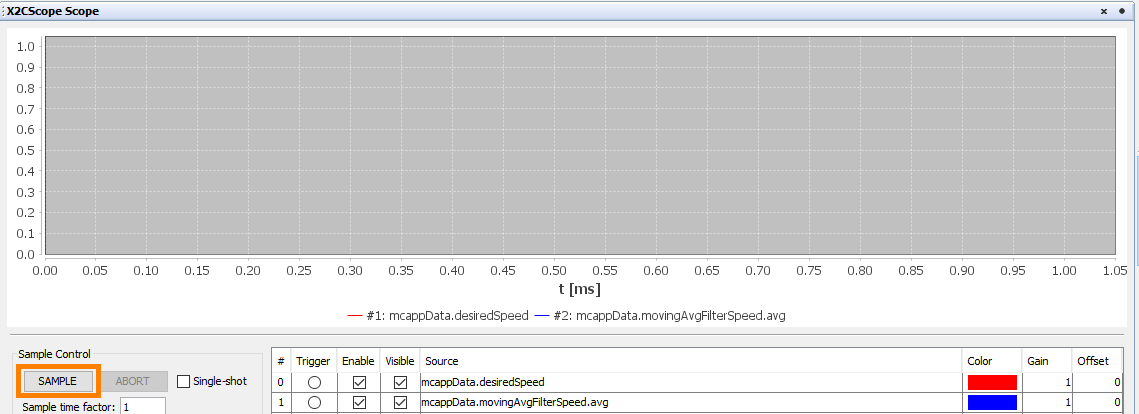 X2CScope Scope
1.0
0.9
0.8
0.7
0.6
0.5
0.4
0.3
0.2
0.1
0.0
0.00 0.05 0.10 0.15 0.20 0.25 0.30 0.35 0.40 0.45 0.50 0.55 0.60 0.65 0.70 0.75 0.80 0.85 0.90 0.95 1.00 1.05
t [ms]
#1: mcappData.desiredSpeed #2: mcappData.movingAvgFilterSpeed.avg
Sample Control
SAMPLE ABORT Single-shot
Sample time factor: 1
# Trigger Enable Visible Source Color Gain Offset
0 mcappData.desiredSpeed 1 0
1 mcappData.movingAvgFilterSpeed.avg 1 0